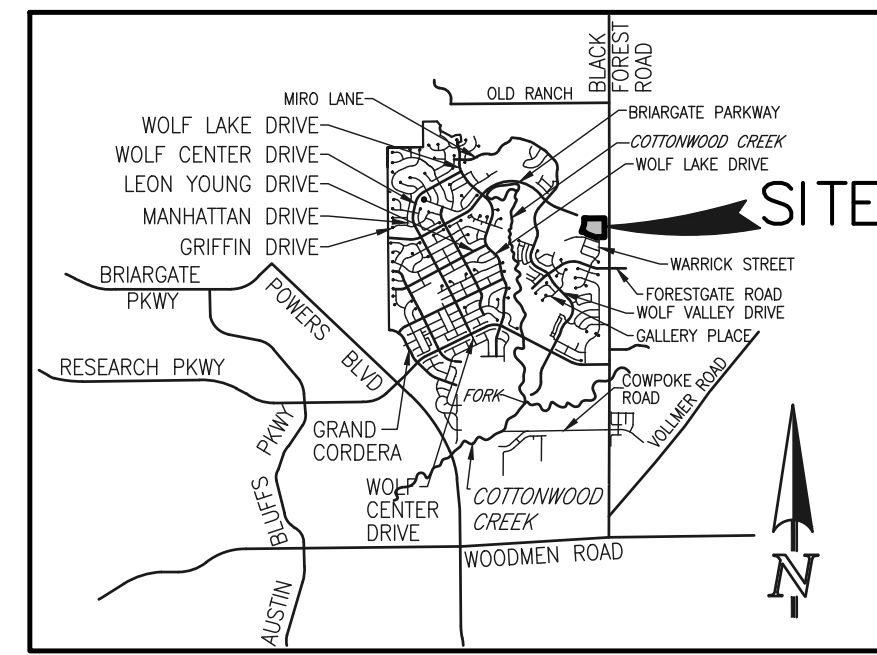 BLACK
FOREST
ROAD
OLD RANCH
MIRO LANE
BRIARGATE PARKWAY
WOLF LAKE DRIVE
COTTONWOOD CREEK
WOLF CENTER DRIVE
WOLF LAKE DRIVE
LEON YOUNG DRIVE
MANHATTAN DRIVE
SITE
GRIFFIN DRIVE
WARRICK STREET
BRIARGATE
PKWY
POWERS BLVD
FORESTGATE ROAD
WOLF VALLEY DRIVE
GALLERY PLACE
RESEARCH PKWY
COWPOKE
ROAD
VOLLMER ROAD
FORK
GRAND
CORDERA
AUSTIN BLUFFS PKWY
WOLF
CENTER
DRIVE
COTTONWOOD
CREEK
WOODMEN ROAD
N